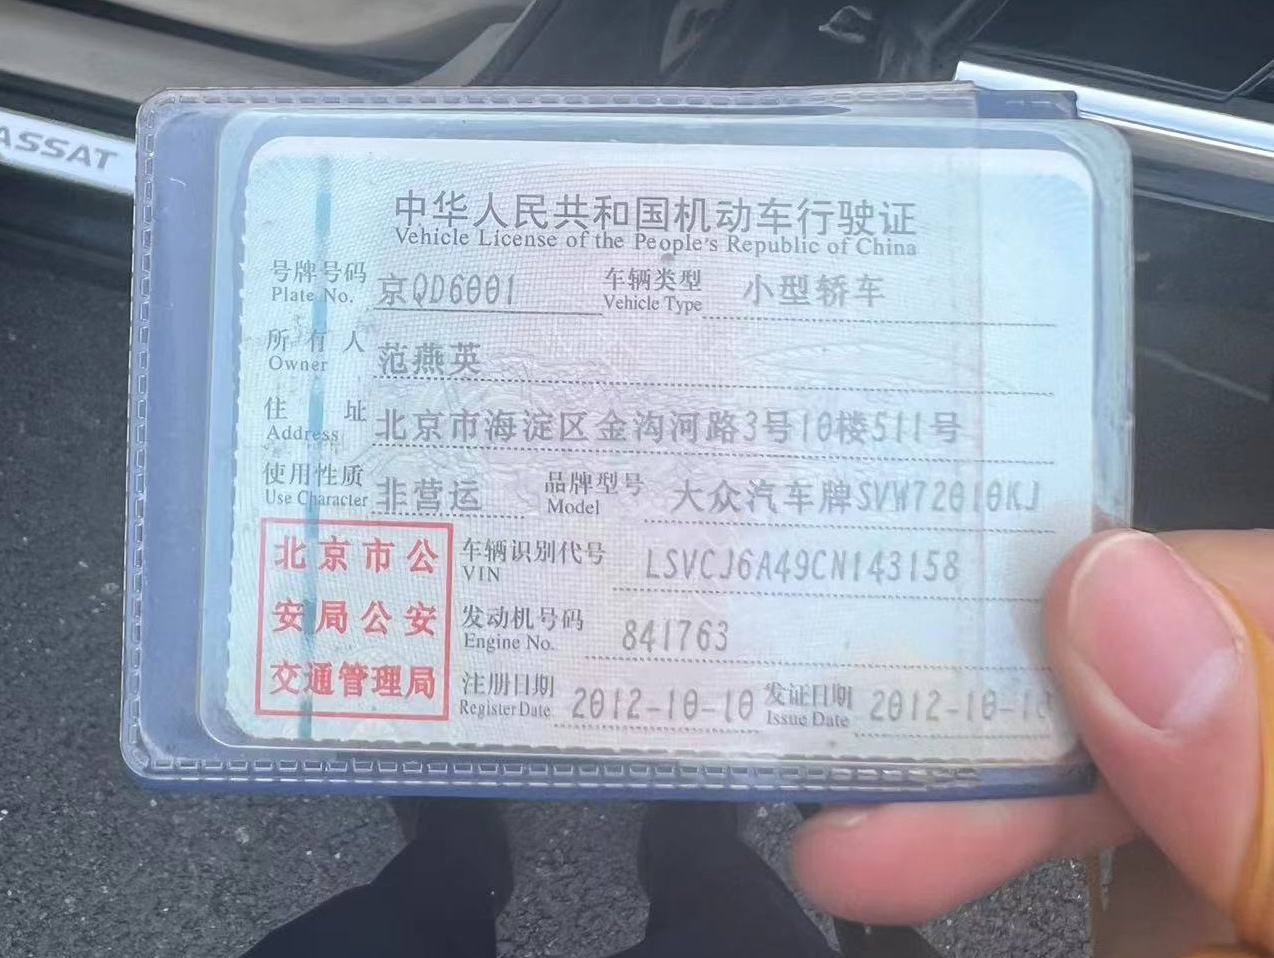 ASSAT
中华人民共和国机动车行驶证
Vehicle License of the People's Republic of China
号牌号码 京QD6001 车辆类型 小型轿车
Plate No. Vehicle Type
所有人 范燕英
Owner
住址 北京市海淀区金沟河路3号10楼511号
Address
使用性质 非营运 品牌型号 大众汽车牌SVW72010KJ
Use Character Model
北京市公
安局公安
交通管理局
车辆识别代号 LSVCJ6A49CN143158
VIN
发动机号码 841763
Engine No.
注册日期 2012-10-10 发证日期 2012-10-1
Register Date Issue Date